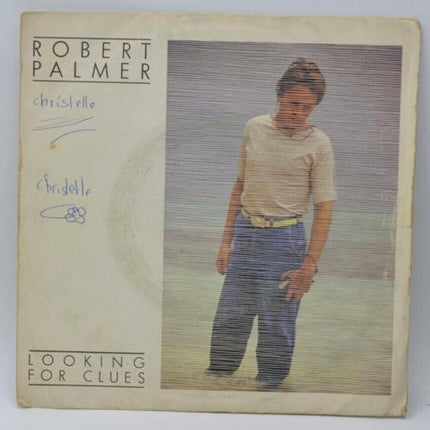 ROBERT
PALMER
christelle
christelle
LOOKING
FOR CLUES